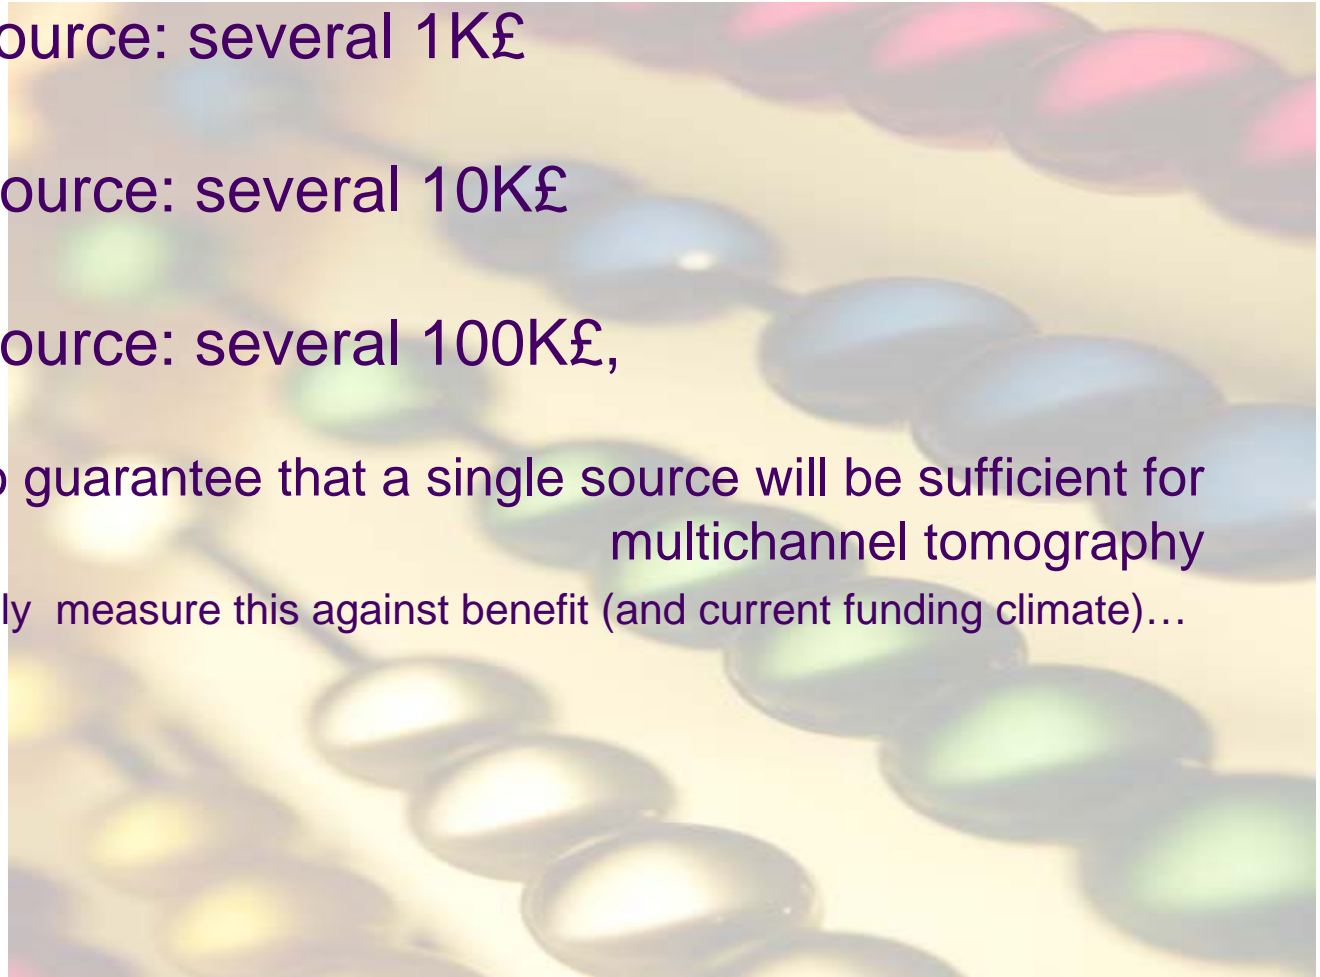 ource: several 1K£
ource: several 10K£
ource: several 100K£,
guarantee that a single source will be sufficient for
multichannel tomography
ly measure this against benefit (and current funding climate)…